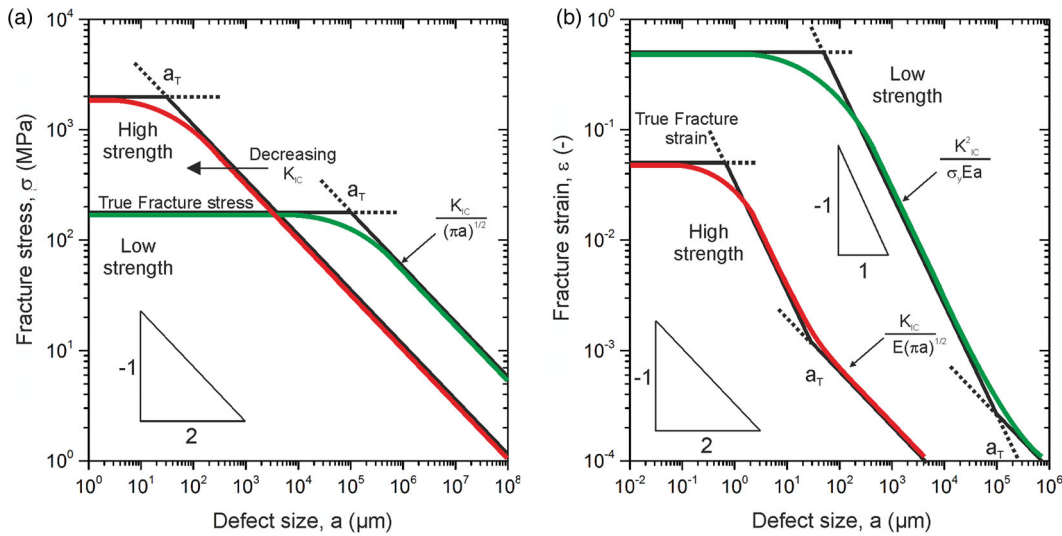 (a)
10⁴
10³
10²
10¹
10⁰
Fracture stress, σ (MPa)
a_T
High
strength
Decreasing
K_IC
a_T
True Fracture stress
K_IC
(πa)^1/2
Low
strength
-1
2
10⁰ 10¹ 10² 10³ 10⁴ 10⁵ 10⁶ 10⁷ 10⁸
Defect size, a (μm)
(b)
10⁰
10⁻¹
10⁻²
10⁻³
10⁻⁴
Fracture strain, ε (-)
Low
strength
True Fracture
strain
K²_IC
σ_yEa
-1
1
High
strength
K_IC
E(πa)^1/2
-1
2
a_T
a_T
10⁻² 10⁻¹ 10⁰ 10¹ 10² 10³ 10⁴ 10⁵ 10⁶
Defect size, a (μm)